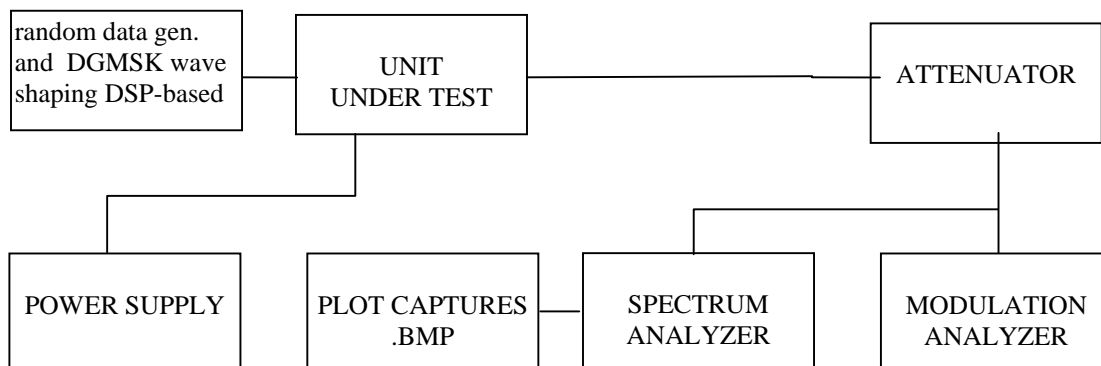 random data gen.
and DGMSK wave
shaping DSP-based
UNIT
UNDER TEST
ATTENUATOR
POWER SUPPLY
PLOT CAPTURES
.BMP
SPECTRUM
ANALYZER
MODULATION
ANALYZER